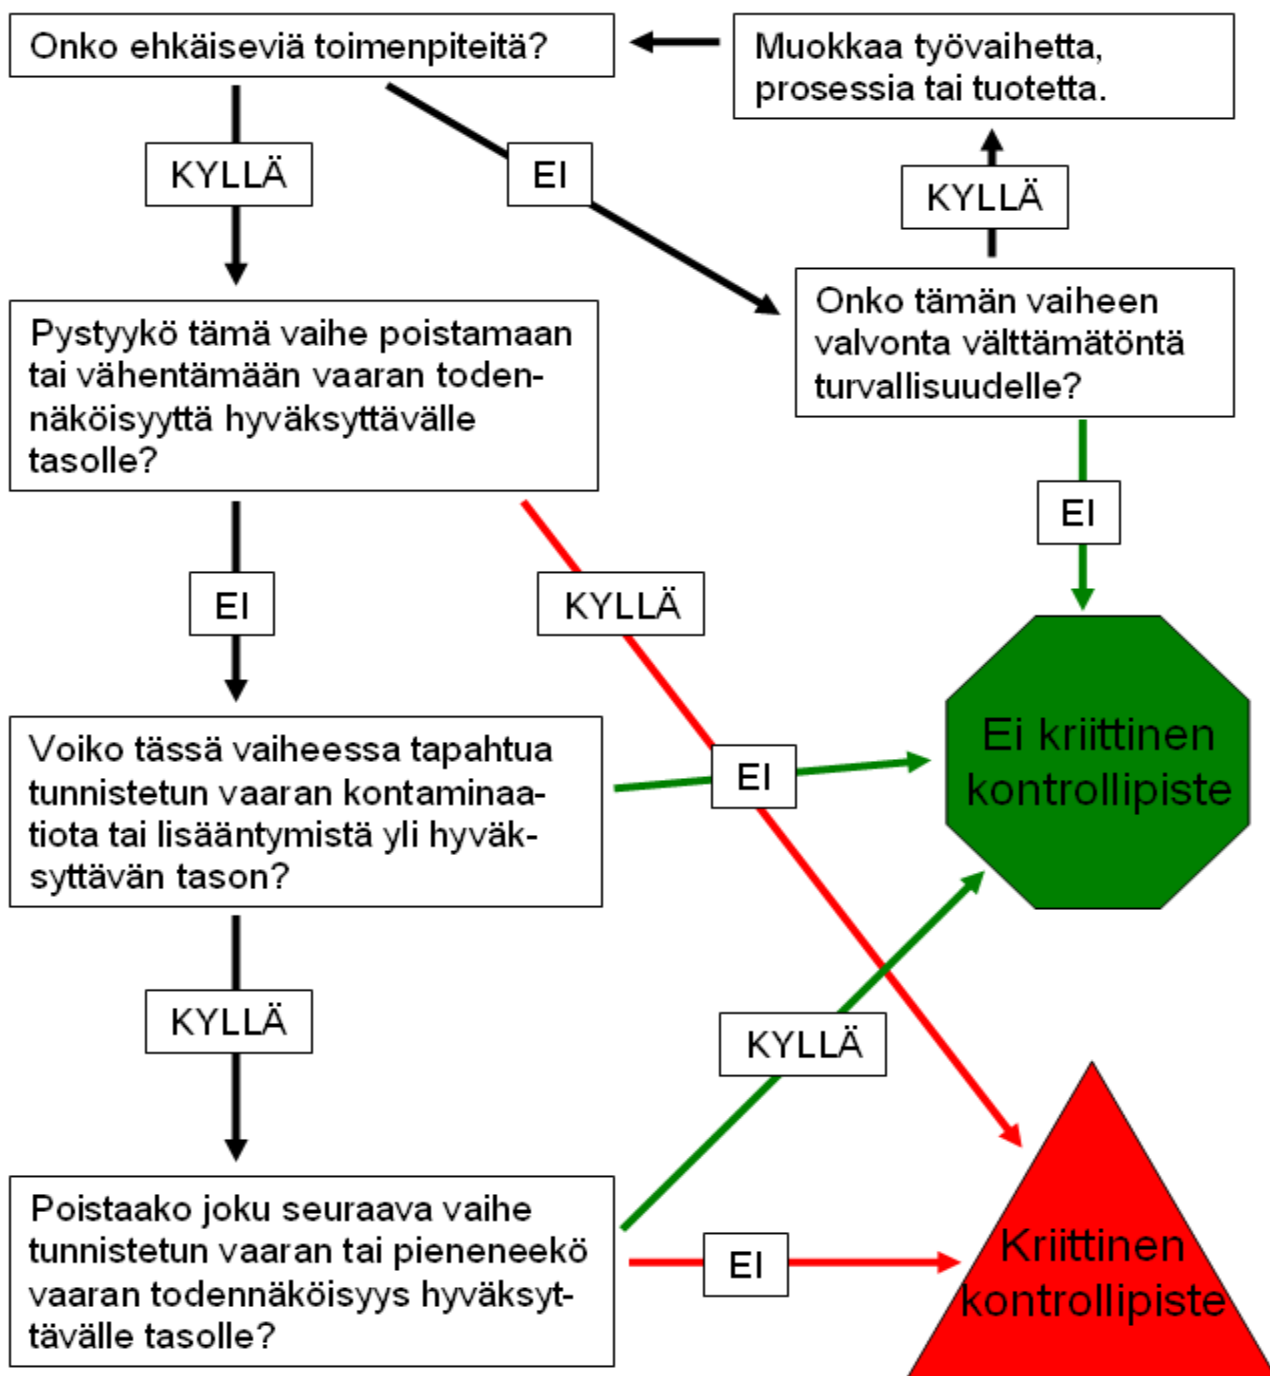 Onko ehkäiseviä toimenpiteitä?
Muokkaa työvaihetta,
prosessia tai tuotetta.
KYLLÄ
EI
KYLLÄ
Pystyykö tämä vaihe poistamaan
tai vähentämään vaaran toden-
näköisyyttä hyväksyttävälle
tasolle?
Onko tämän vaiheen
valvonta välttämätöntä
turvallisuudelle?
EI
EI
KYLLÄ
Voiko tässä vaiheessa tapahtua
tunnistetun vaaran kontaminaa-
tiota tai lisääntymistä yli hyväk-
syttävän tason?
EI
Ei kriittinen
kontrollipiste
KYLLÄ
KYLLÄ
Poistaako joku seuraava vaihe
tunnistetun vaaran tai pieneneekö
vaaran todennäköisyys hyväksyt-
tävälle tasolle?
EI
Kriittinen
kontrollipiste